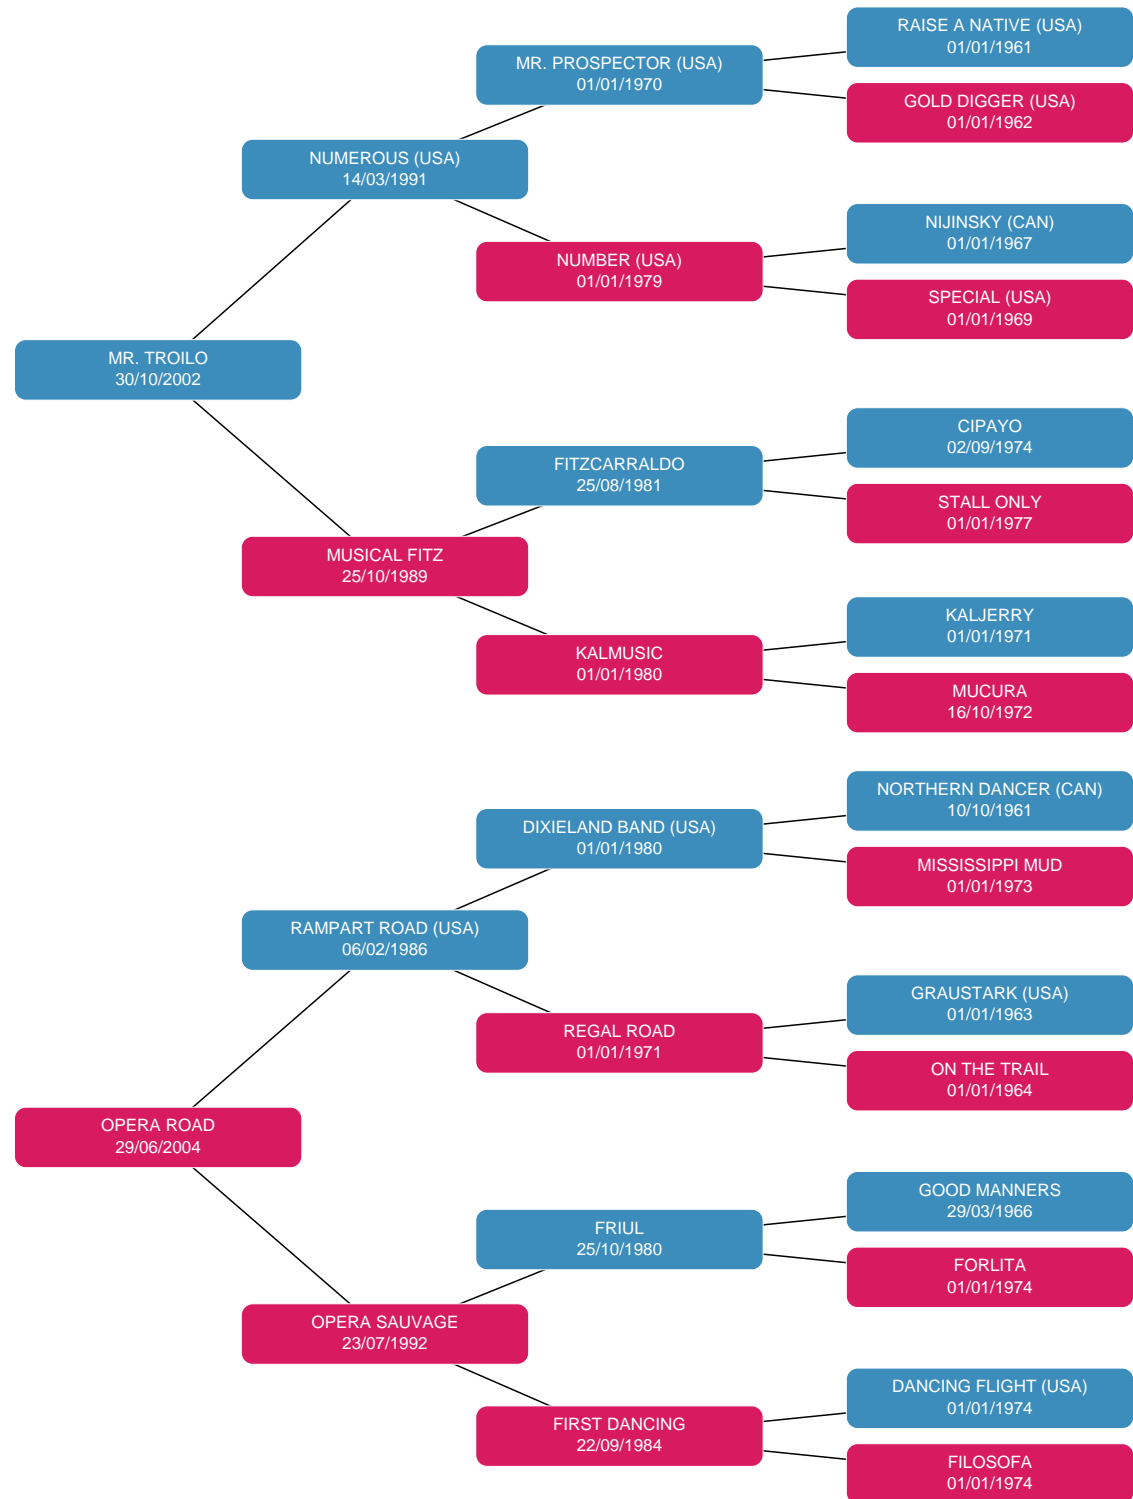 RAISE A NATIVE (USA)
01/01/1961
MR. PROSPECTOR (USA)
01/01/1970
GOLD DIGGER (USA)
01/01/1962
NUMEROUS (USA)
14/03/1991
NIJINSKY (CAN)
01/01/1967
NUMBER (USA)
01/01/1979
SPECIAL (USA)
01/01/1969
MR. TROILO
30/10/2002
CIPAYO
02/09/1974
FITZCARRALDO
25/08/1981
STALL ONLY
01/01/1977
MUSICAL FITZ
25/10/1989
KALJERRY
01/01/1971
KALMUSIC
01/01/1980
MUCURA
16/10/1972
NORTHERN DANCER (CAN)
10/10/1961
DIXIELAND BAND (USA)
01/01/1980
MISSISSIPPI MUD
01/01/1973
RAMPART ROAD (USA)
06/02/1986
GRAUSTARK (USA)
01/01/1963
REGAL ROAD
01/01/1971
ON THE TRAIL
01/01/1964
OPERA ROAD
29/06/2004
GOOD MANNERS
29/03/1966
FRIUL
25/10/1980
FORLITA
01/01/1974
OPERA SAUVAGE
23/07/1992
DANCING FLIGHT (USA)
01/01/1974
FIRST DANCING
22/09/1984
FILOSOFA
01/01/1974